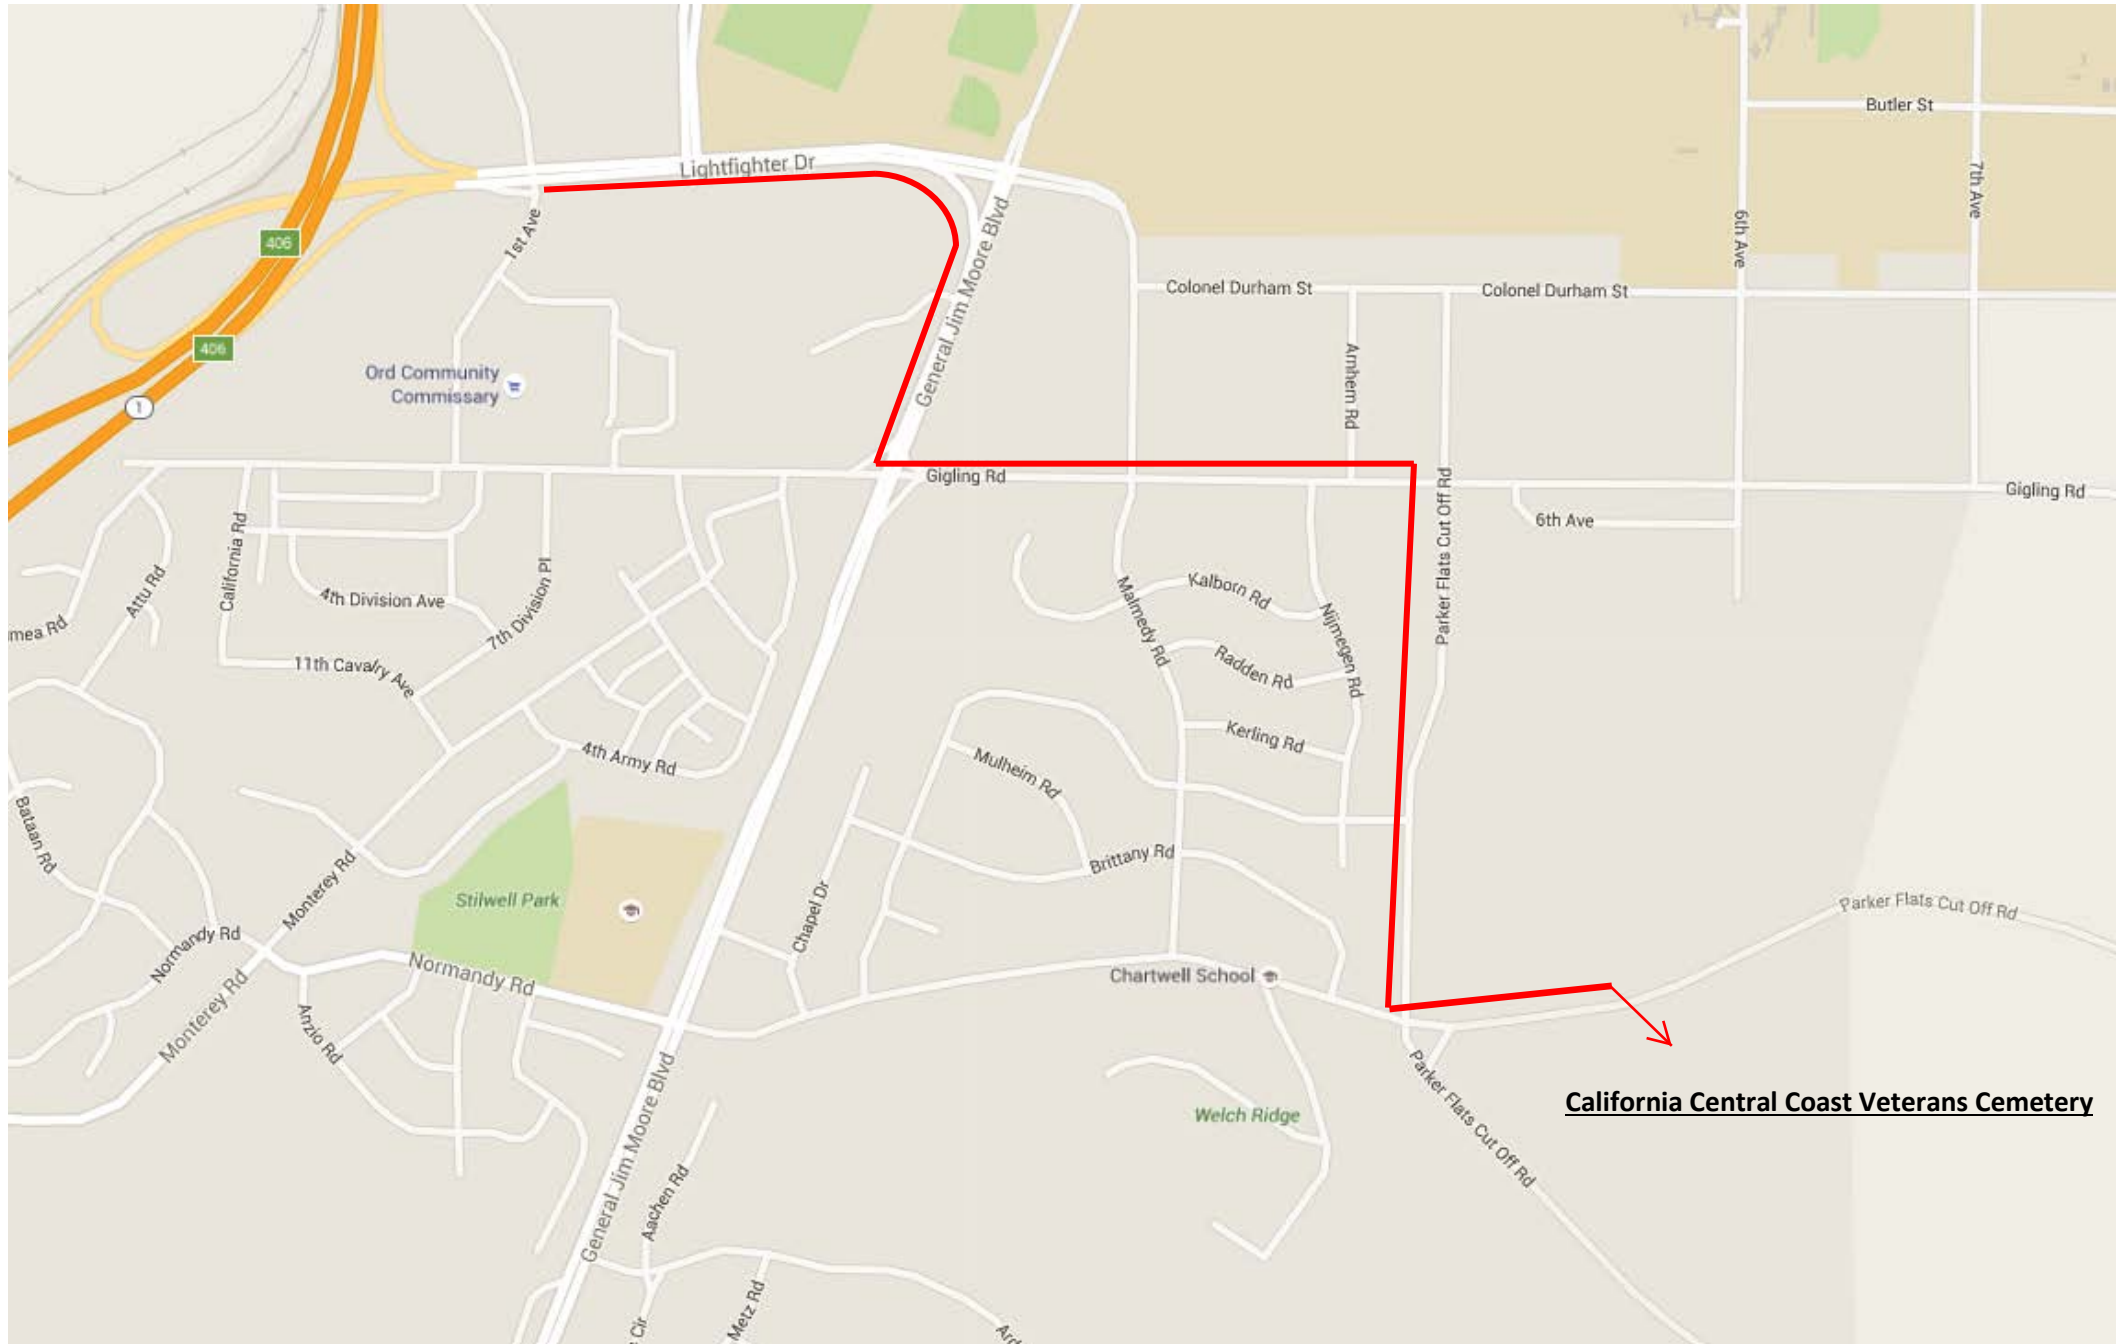 Lightfighter Dr
Butler St
7th Ave
6th Ave
1st Ave
406
General Jim Moore Blvd
Colonel Durham St
Colonel Durham St
406
Ord Community
Commissary
1
Arnhem Rd
Gigling Rd
Parker Flats Cut Off Rd
Gigling Rd
6th Ave
California Rd
Attu Rd
4th Division Ave
7th Division Pl
mea Rd
11th Cavalry Ave
Malmedy Rd
Kalborn Rd
Nijmegen Rd
Radden Rd
Kerling Rd
4th Army Rd
Mulheim Rd
Bataan Rd
Brittany Rd
Monterey Rd
Stilwell Park
Chapel Dr
Parker Flats Cut Off Rd
Normandy Rd
Normandy Rd
Chartwell School
Monterey Rd
Anzio Rd
General Jim Moore Blvd
Parker Flats Cut Off Rd
California Central Coast Veterans Cemetery
Welch Ridge
Aachen Rd
Metz Rd
Cir
Ard